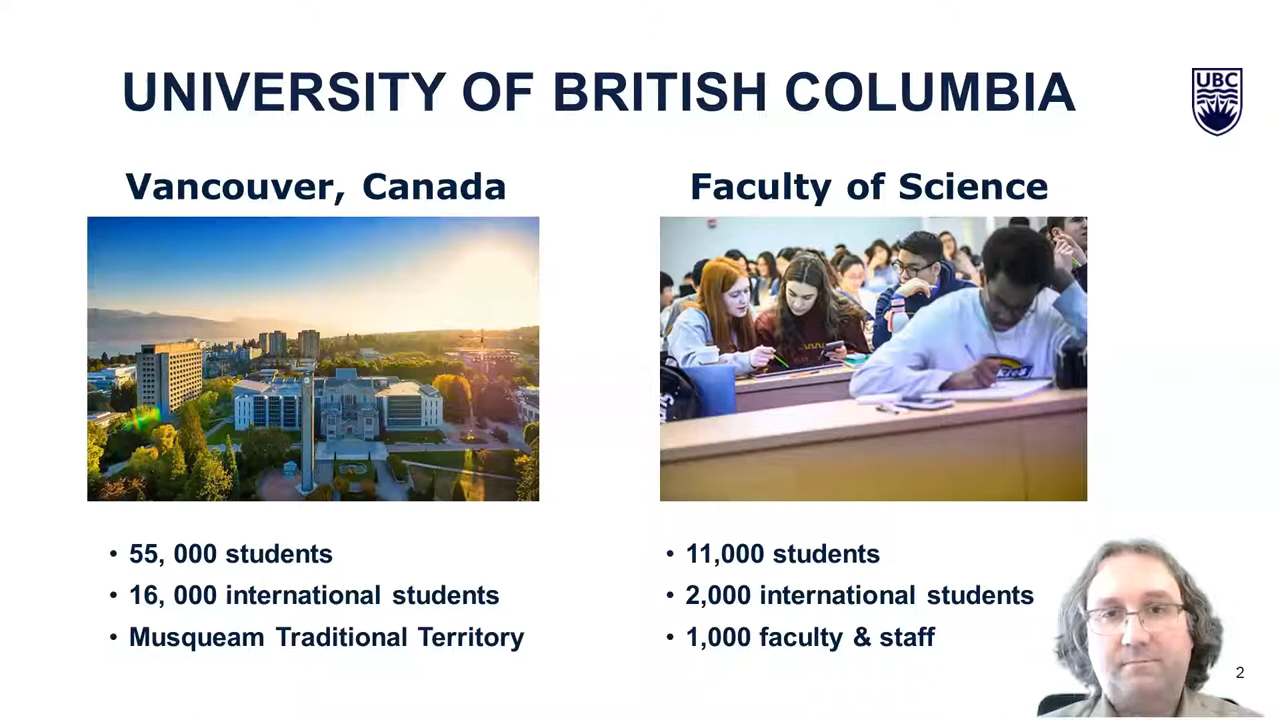 UNIVERSITY OF BRITISH COLUMBIA
UBC
Vancouver, Canada
Faculty of Science
• 55, 000 students
• 16, 000 international students
• Musqueam Traditional Territory
• 11,000 students
• 2,000 international students
• 1,000 faculty & staff
2